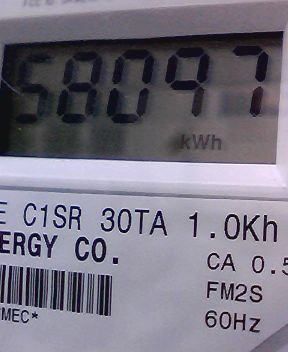 58097
kWh
E C1SR 30TA 1.0Kh
ERGY CO.
CA 0.5
FM2S
MEC*
60Hz